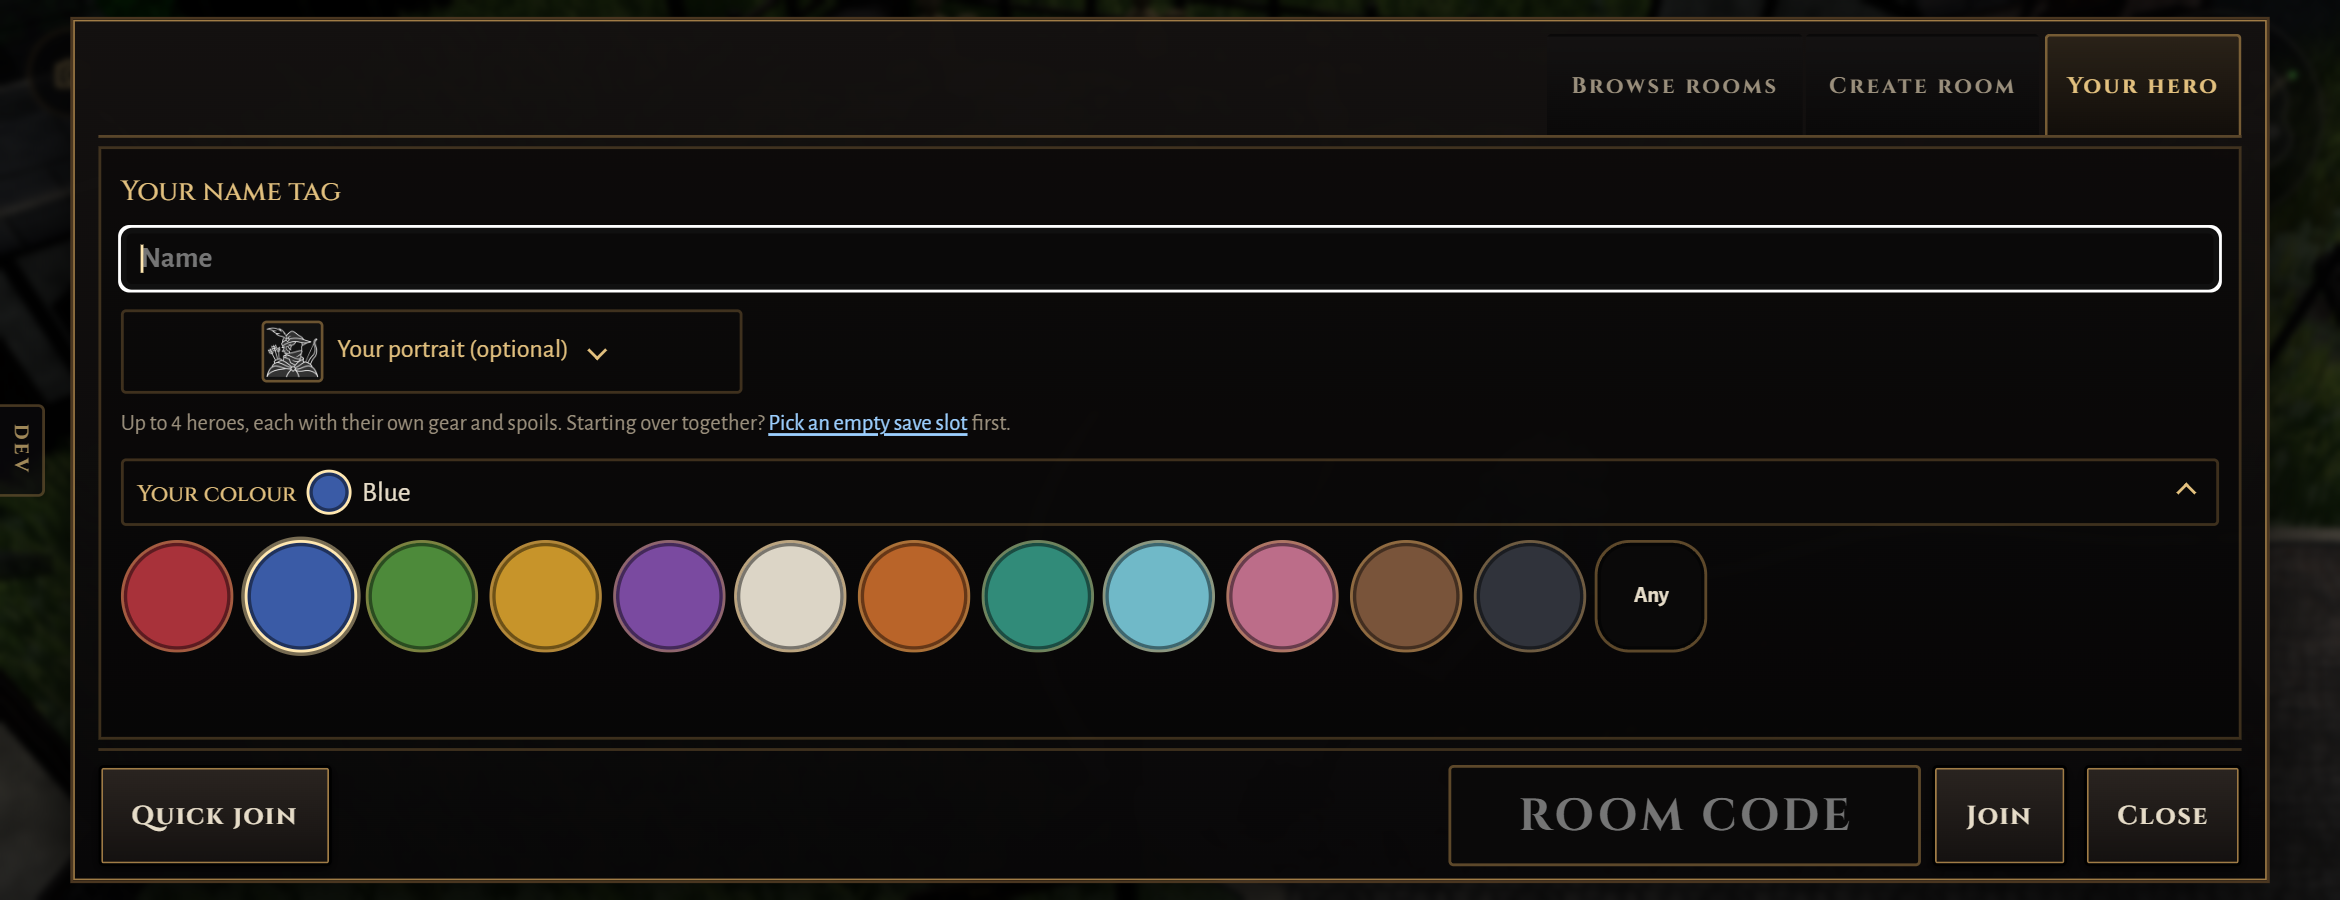 Browse rooms
Create room
Your hero
Your name tag
Name
Your portrait (optional)
Up to 4 heroes, each with their own gear and spoils. Starting over together? Pick an empty save slot first.
DEV
Your colour Blue
Any
Quick join
ROOM CODE
Join
Close